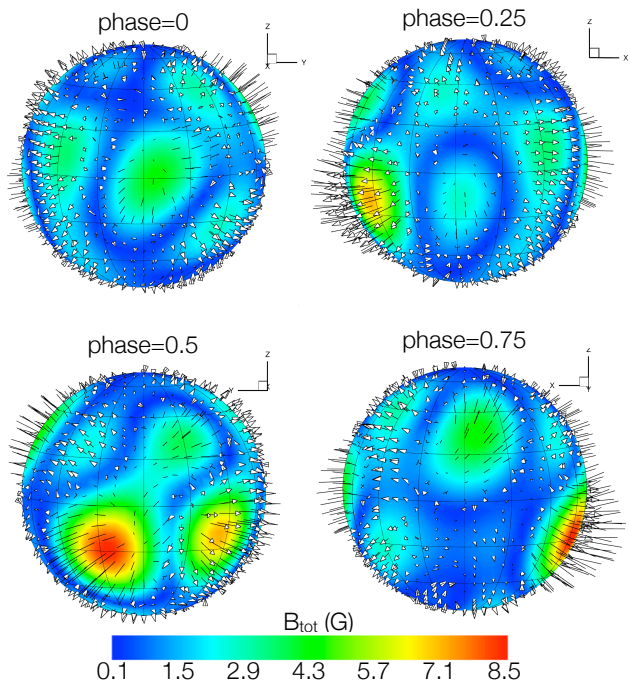 phase=0
Z
X
Y
phase=0.25
Z
X
phase=0.5
Z
Y
phase=0.75
Z
X
B_tot (G)
0.1 1.5 2.9 4.3 5.7 7.1 8.5